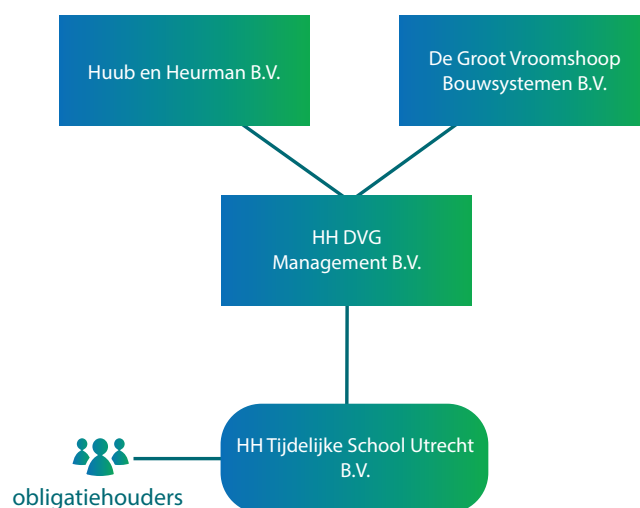 Huub en Heurman B.V.
De Groot Vroomshoop
Bouwsystemen B.V.
HH DVG
Management B.V.
HH Tijdelijke School Utrecht
B.V.
obligatiehouders